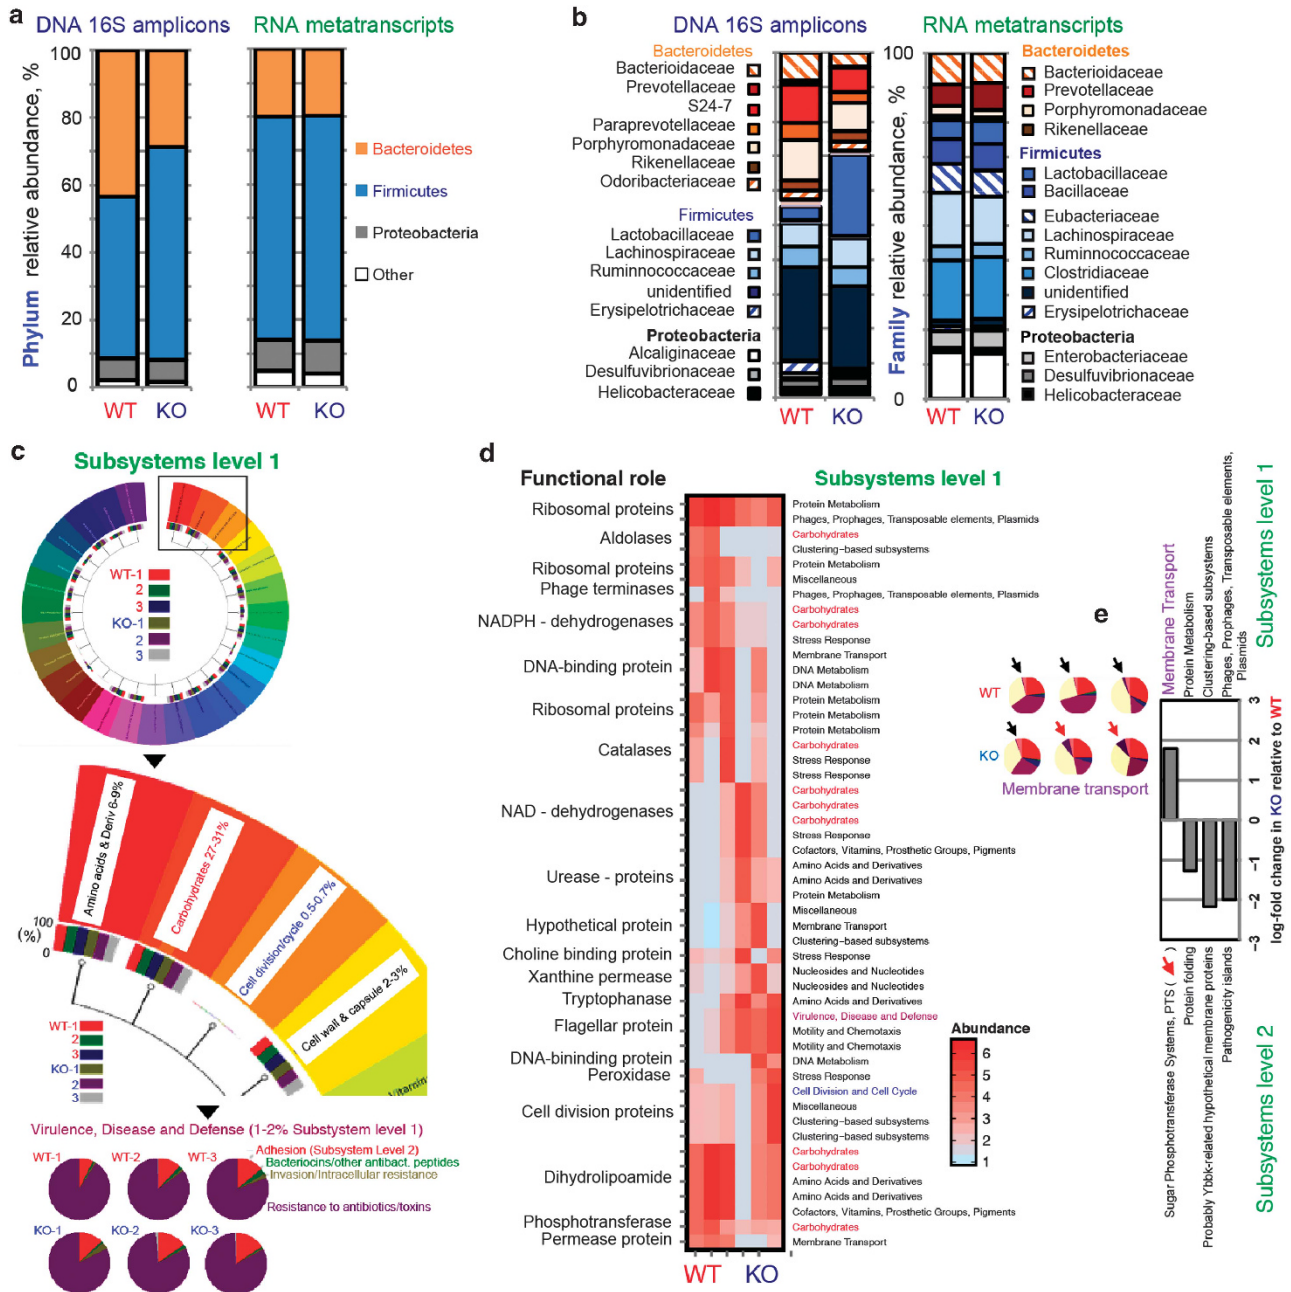 a
DNA 16S amplicons
RNA metatranscripts
Phylum relative abundance, %
100
80
60
40
20
0
WT
KO
WT
KO
Bacteroidetes
Firmicutes
Proteobacteria
Other
b
DNA 16S amplicons
RNA metatranscripts
Bacteroidetes
Bacterioidaceae
Prevotellaceae
S24-7
Paraprevotellaceae
Porphyromonadaceae
Rikenellaceae
Odoribacteriaceae
Firmicutes
Lactobacillaceae
Lachinospiraceae
Ruminnococcaceae
unidentified
Erysipelotrichaceae
Proteobacteria
Alcaliginaceae
Desulfuvibrionaceae
Helicobacteraceae
WT
KO
Family relative abundance, %
100
0
WT
KO
Bacteroidetes
Bacterioidaceae
Prevotellaceae
Porphyromonadaceae
Rikenellaceae
Firmicutes
Lactobacillaceae
Bacillaceae
Eubacteriaceae
Lachinospiraceae
Ruminnococcaceae
Clostridiaceae
unidentified
Erysipelotrichaceae
Proteobacteria
Enterobacteriaceae
Desulfuvibrionaceae
Helicobacteraceae
c
Subsystems level 1
WT-1
2
3
KO-1
2
3
Amino acids & Deriv 6-9%
Carbohydrates 27-31%
Cell division/cycle 0.5-0.7%
Cell wall & capsule 2-3%
Vitamin
100
(%)
0
WT-1
2
3
KO-1
2
3
Virulence, Disease and Defense (1-2% Substystem level 1)
WT-1
WT-2
WT-3
Adhesion (Subsystem Level 2)
Bacteriocins/other antibact. peptides
Invasion/Intracellular resistance
Resistance to antibiotics/toxins
KO-1
KO-2
KO-3
d
Functional role
Subsystems level 1
Ribosomal proteins
Aldolases
Ribosomal proteins
Phage terminases
NADPH - dehydrogenases
DNA-binding protein
Ribosomal proteins
Catalases
NAD - dehydrogenases
Urease - proteins
Hypothetical protein
Choline binding protein
Xanthine permease
Tryptophanase
Flagellar protein
DNA-bininding protein
Peroxidase
Cell division proteins
Dihydrolipoamide
Phosphotransferase
Permease protein
WT
KO
Protein Metabolism
Phages, Prophages, Transposable elements, Plasmids
Carbohydrates
Clustering-based subsystems
Protein Metabolism
Miscellaneous
Phages, Prophages, Transposable elements, Plasmids
Carbohydrates
Carbohydrates
Stress Response
Membrane Transport
DNA Metabolism
DNA Metabolism
Protein Metabolism
Protein Metabolism
Protein Metabolism
Carbohydrates
Stress Response
Stress Response
Carbohydrates
Carbohydrates
Carbohydrates
Stress Response
Cofactors, Vitamins, Prosthetic Groups, Pigments
Amino Acids and Derivatives
Amino Acids and Derivatives
Protein Metabolism
Miscellaneous
Membrane Transport
Clustering-based subsystems
Stress Response
Nucleosides and Nucleotides
Nucleosides and Nucleotides
Amino Acids and Derivatives
Virulence, Disease and Defense
Motility and Chemotaxis
Motility and Chemotaxis
DNA Metabolism
Stress Response
Cell Division and Cell Cycle
Miscellaneous
Clustering-based subsystems
Clustering-based subsystems
Carbohydrates
Carbohydrates
Amino Acids and Derivatives
Amino Acids and Derivatives
Cofactors, Vitamins, Prosthetic Groups, Pigments
Carbohydrates
Membrane Transport
Abundance
6
5
4
3
2
1
e
WT
KO
Membrane transport
Membrane Transport
Protein Metabolism
Clustering-based subsystems
Phages, Prophages, Transposable elements,
Plasmids
Subsystems level 1
3
2
1
0
-1
-2
-3
log-fold change in KO relative to WT
Sugar Phosphotransferase Systems, PTS ( )
Protein folding
Probably Ybbk-related hypothetical membrane proteins
Pathogenicity islands
Subsystems level 2